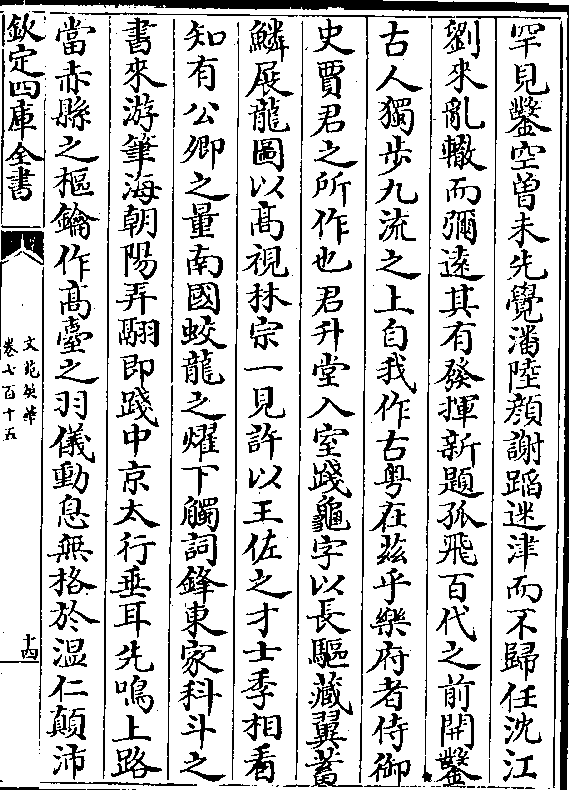 罕見鑿空曽未先覺潘陸顔謝蹈迷津而不歸任沈江
劉來亂轍而彌逺其有發揮新題孤飛百代之前開鑿
古人獨歩九流之上自我作古粤在兹乎樂府者侍御
史賈君之所作也君升堂入室踐龜字以長驅藏翼蓄
鱗展龍圖以髙視林宗一見許以王佐之才士季相看
知有公卿之量南國蛟龍之燿下觸詞鋒東家科斗之
書來游筆海朝陽弄翮即踐中京太行垂耳先鳴上路
當赤縣之樞鑰作髙臺之羽儀動息無格於温仁顛沛
欽定四庫全書
文苑英華
卷七百十五
十四